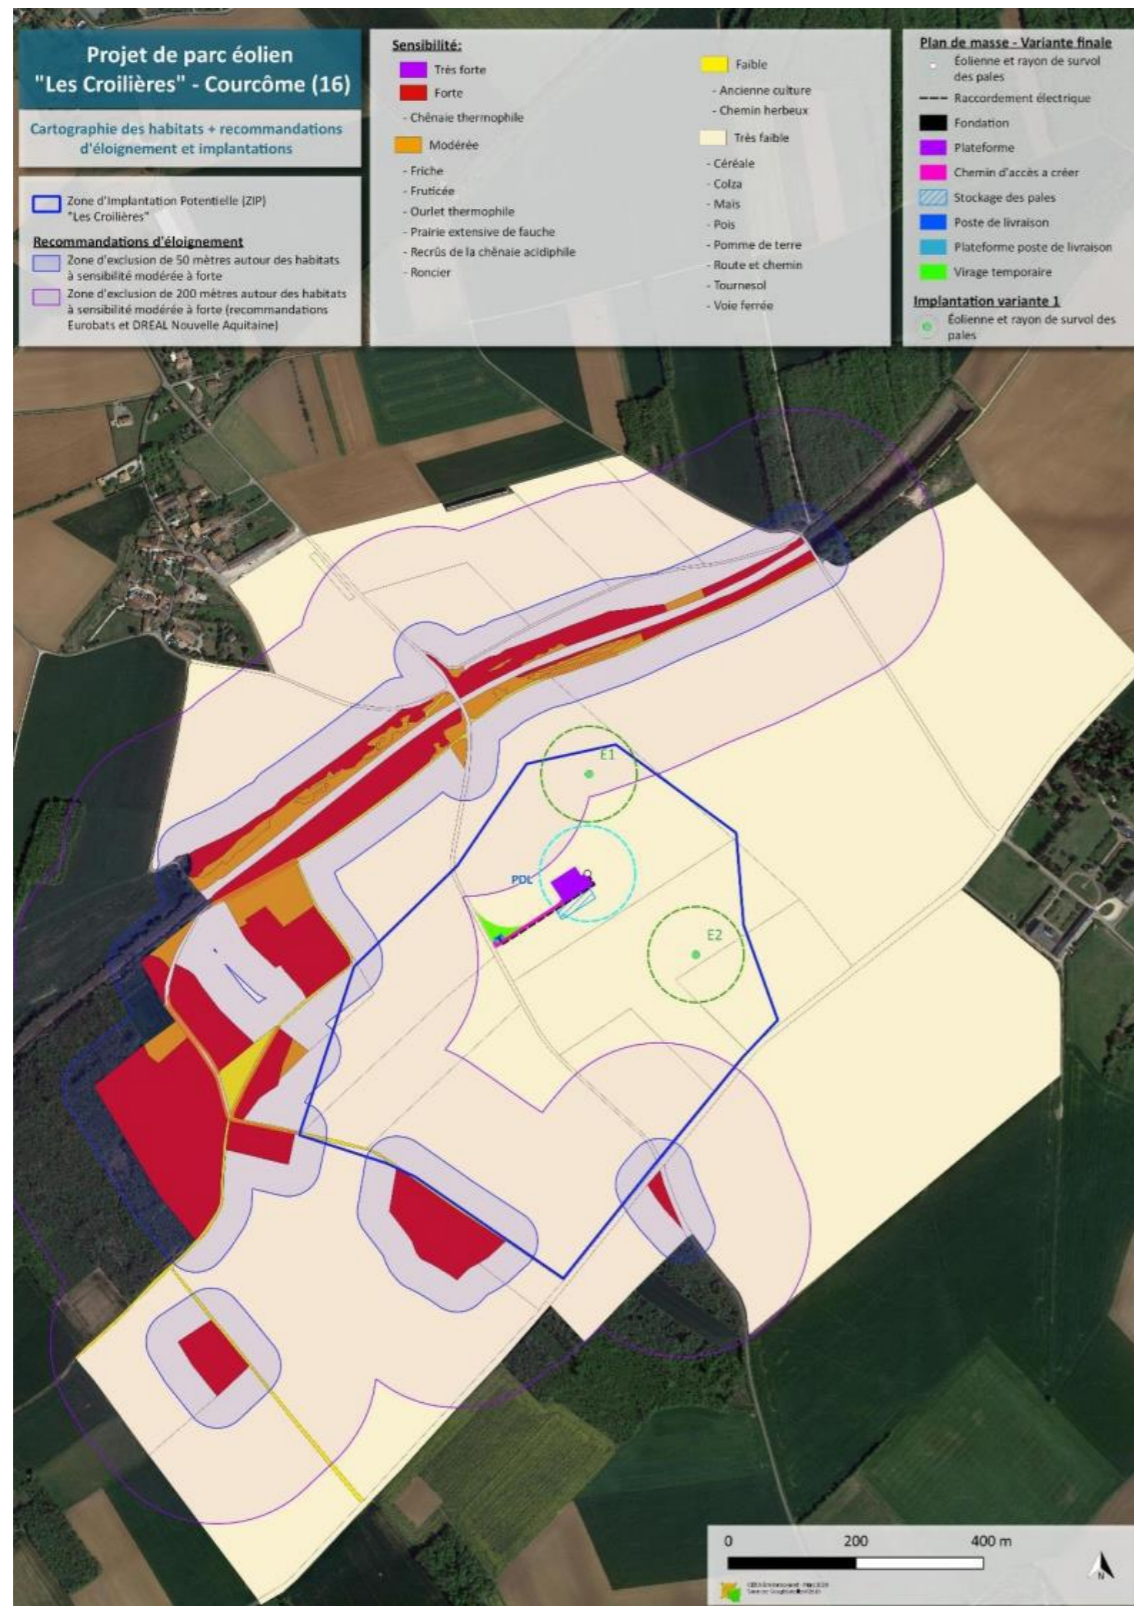 Projet de parc éolien
"Les Croilières" - Courcôme (16)
Cartographie des habitats + recommandations
d'éloignement et implantations
Zone d'Implantation Potentielle (ZIP)
"Les Croilières"
Recommandations d'éloignement
Zone d'exclusion de 50 mètres autour des habitats
à sensibilité modérée à forte
Zone d'exclusion de 200 mètres autour des habitats
à sensibilité modérée à forte (recommandations
Eurobats et DREAL Nouvelle Aquitaine)
Sensibilité:
Très forte
Forte
- Chênaie thermophile
Modérée
- Friche
- Fruticée
- Ourlet thermophile
- Prairie extensive de fauche
- Recrûs de la chênaie acidiphile
- Roncier
Faible
- Ancienne culture
- Chemin herbeux
Très faible
- Céréale
- Colza
- Maïs
- Pois
- Pomme de terre
- Route et chemin
- Tournesol
- Voie ferrée
Plan de masse - Variante finale
Éolienne et rayon de survol
des pales
Raccordement électrique
Fondation
Plateforme
Chemin d'accès a créer
Stockage des pales
Poste de livraison
Plateforme poste de livraison
Virage temporaire
Implantation variante 1
Éolienne et rayon de survol des
pales
E1
PDL
E2
0 200 400 m
N